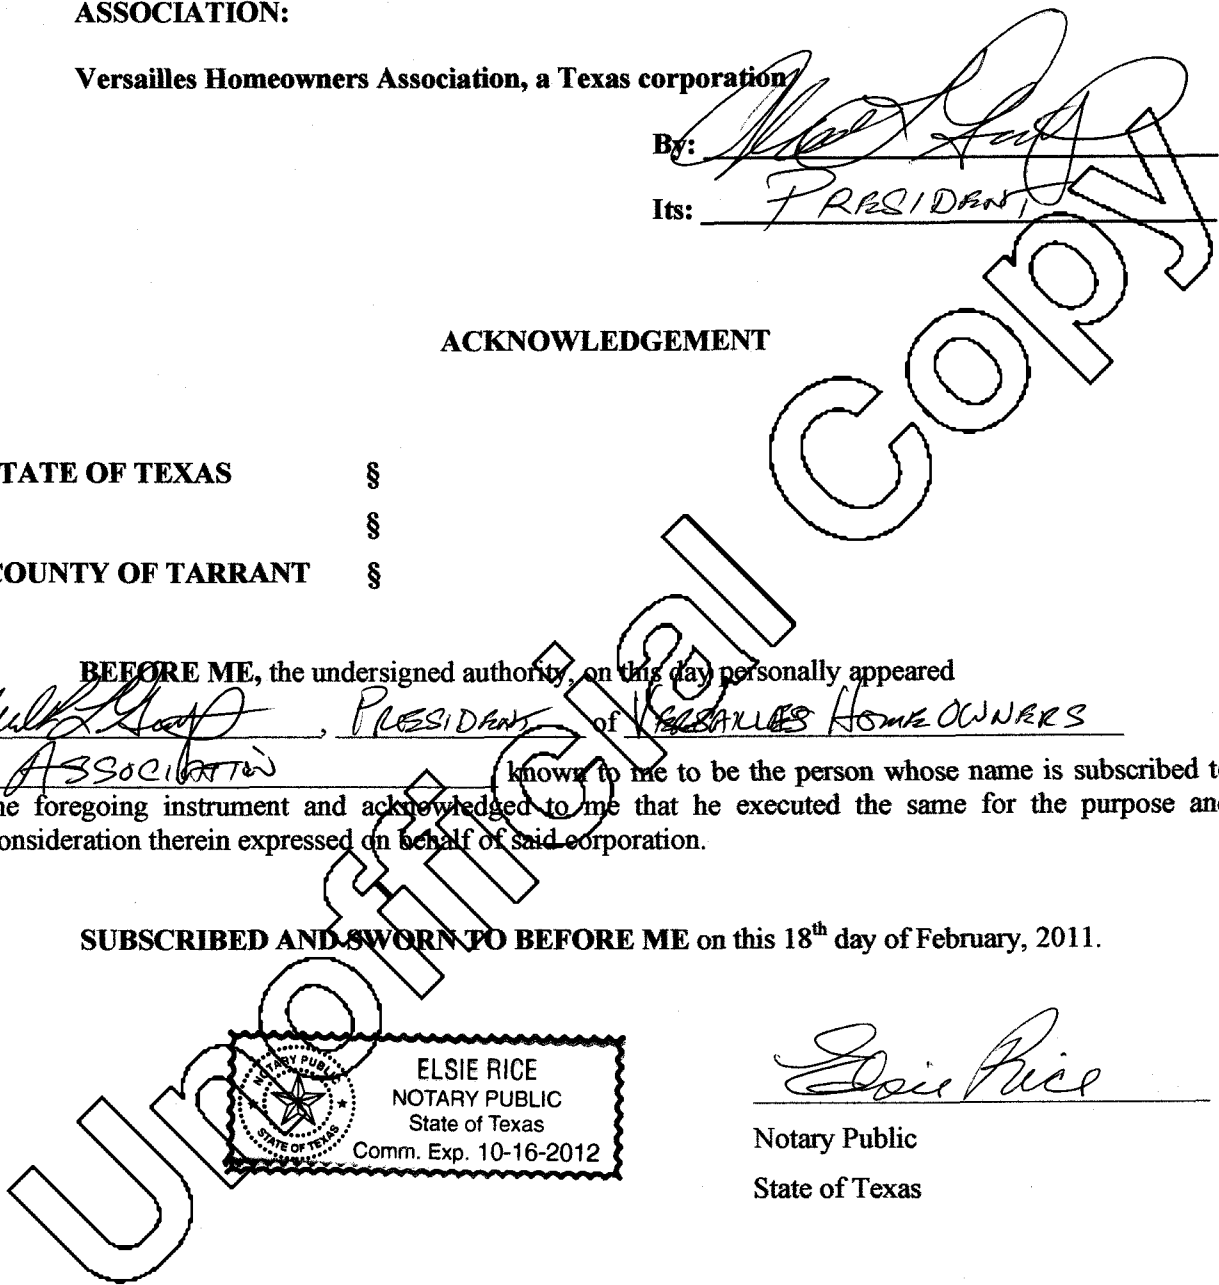 ASSOCIATION:
Versailles Homeowners Association, a Texas corporation
By:
Its: PRESIDENT
ACKNOWLEDGEMENT
TATE OF TEXAS §
§
COUNTY OF TARRANT §
BEFORE ME, the undersigned authority, on this day personally appeared
, PRESIDENT of VERSAILLES HOMEOWNERS
ASSOCIATION known to me to be the person whose name is subscribed to
he foregoing instrument and acknowledged to me that he executed the same for the purpose and
onsideration therein expressed on behalf of said corporation.
SUBSCRIBED AND SWORN TO BEFORE ME on this 18th day of February, 2011.
NOTARY PUBLIC
STATE OF TEXAS
ELSIE RICE
NOTARY PUBLIC
State of Texas
Comm. Exp. 10-16-2012
Elsie Rice
Notary Public
State of Texas
Unofficial Copy